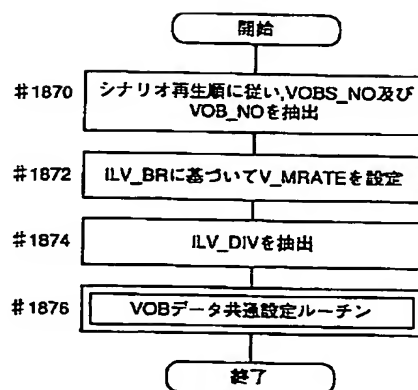 開始
#1870
シナリオ再生順に従い,VOBS_NO及び
VOB_NOを抽出
#1872
ILV_BRに基づいてV_MRATEを設定
#1874
ILV_DIVを抽出
#1876
VOBデータ共通設定ルーチン
終了